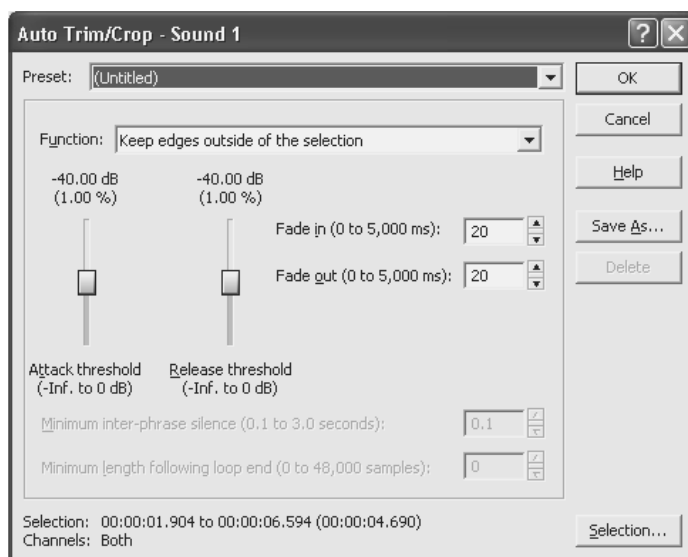 Auto Trim/Crop - Sound 1
Preset: (Untitled)
OK
Cancel
Function: Keep edges outside of the selection
Help
-40.00 dB -40.00 dB
(1.00 %) (1.00 %)
Fade in (0 to 5,000 ms): 20
Save As...
Fade out (0 to 5,000 ms): 20
Delete
Attack threshold Release threshold
(-Inf. to 0 dB) (-Inf. to 0 dB)
Minimum inter-phrase silence (0.1 to 3.0 seconds): 0.1
Minimum length following loop end (0 to 48,000 samples): 0
Selection: 00:00:01.904 to 00:00:06.594 (00:00:04.690)
Channels: Both
Selection...